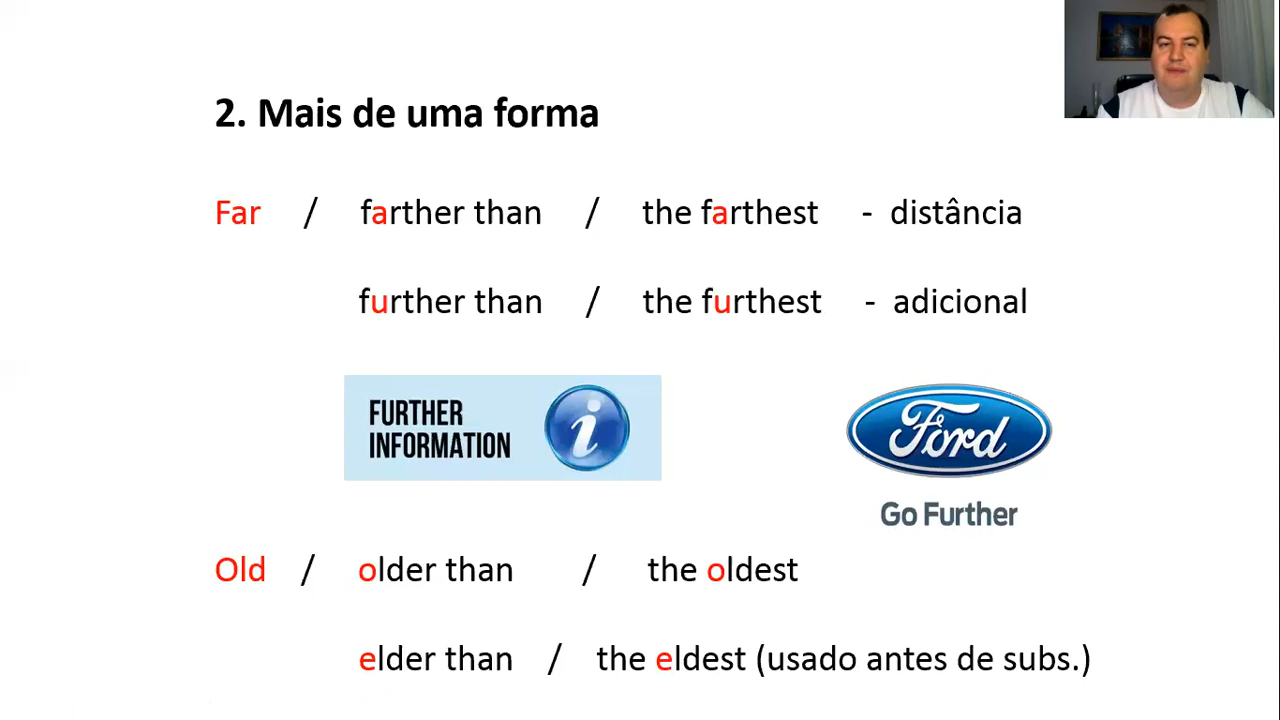 2. Mais de uma forma
Far / farther than / the farthest - distância
further than / the furthest - adicional
FURTHER
INFORMATION
i
Ford
Go Further
Old / older than / the oldest
elder than / the eldest (usado antes de subs.)